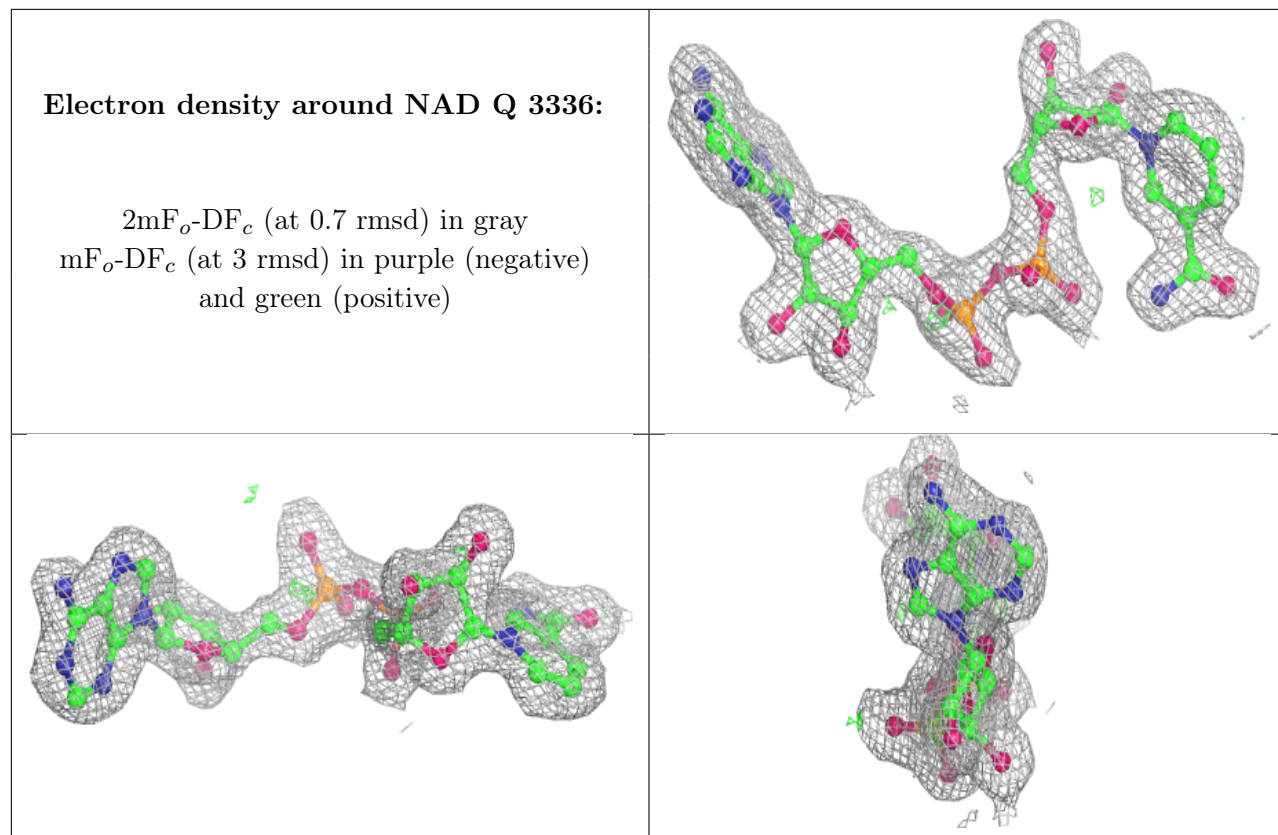 Electron density around NAD Q 3336:
2mFₒ-DF𝒸 (at 0.7 rmsd) in gray
mFₒ-DF𝒸 (at 3 rmsd) in purple (negative)
and green (positive)